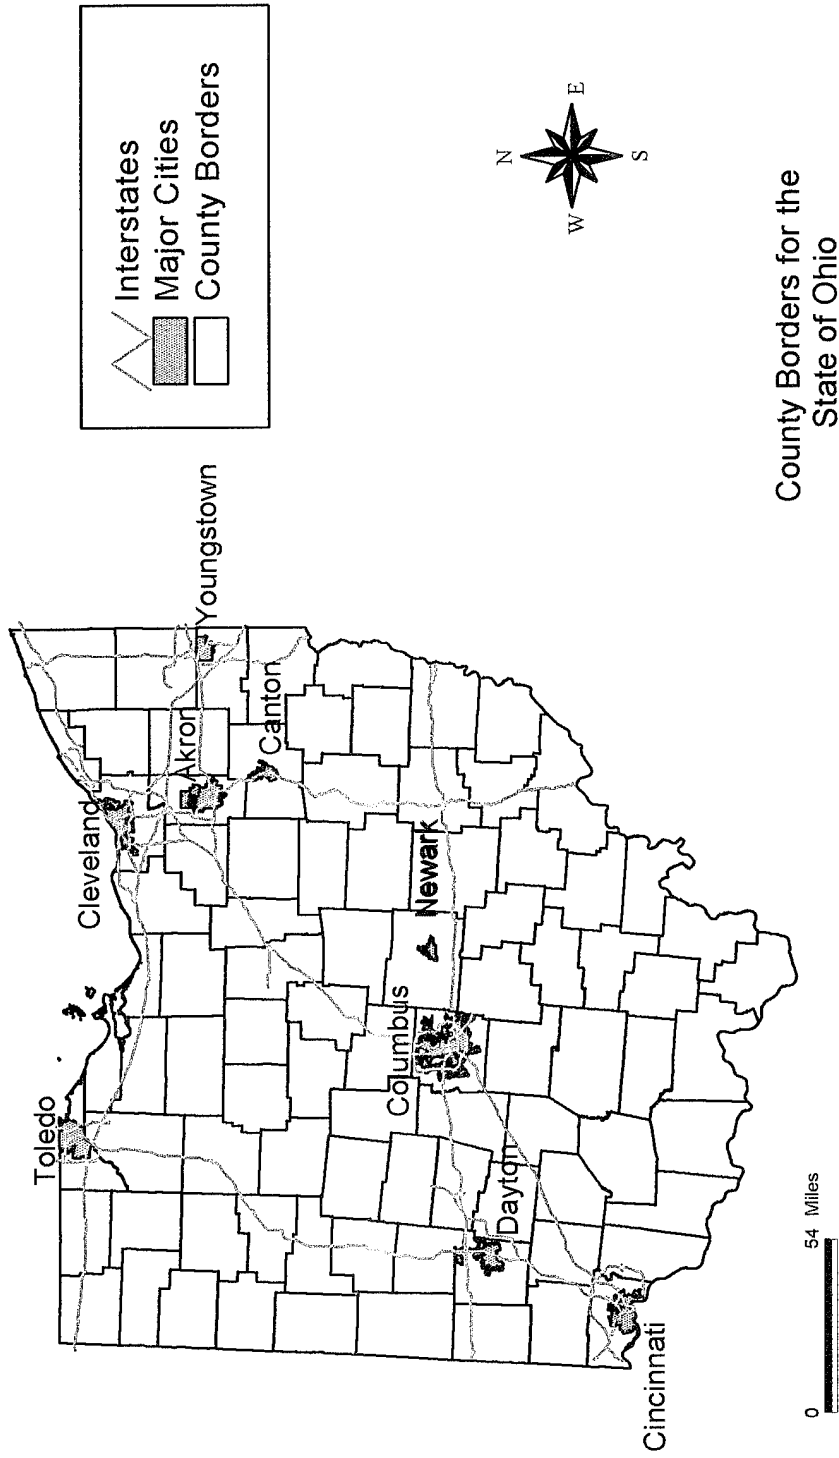 Interstates
Major Cities
County Borders
N
E
S
W
Toledo
Cleveland
Akron
Youngstown
Canton
Newark
Columbus
Dayton
Cincinnati
0
54 Miles
County Borders for the
State of Ohio